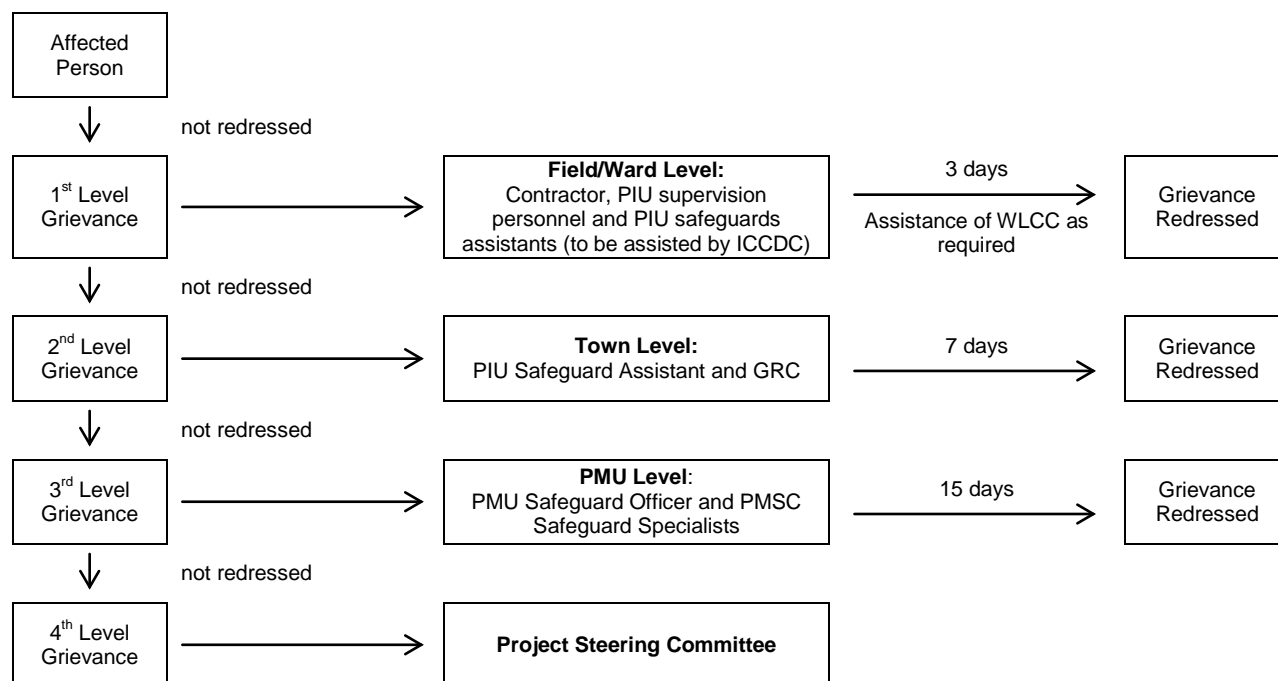 Affected
Person
not redressed
1st Level
Grievance
Field/Ward Level:
Contractor, PIU supervision
personnel and PIU safeguards
assistants (to be assisted by ICCDC)
3 days
Assistance of WLCC as
required
Grievance
Redressed
not redressed
2nd Level
Grievance
Town Level:
PIU Safeguard Assistant and GRC
7 days
Grievance
Redressed
not redressed
3rd Level
Grievance
PMU Level:
PMU Safeguard Officer and PMSC
Safeguard Specialists
15 days
Grievance
Redressed
not redressed
4th Level
Grievance
Project Steering Committee